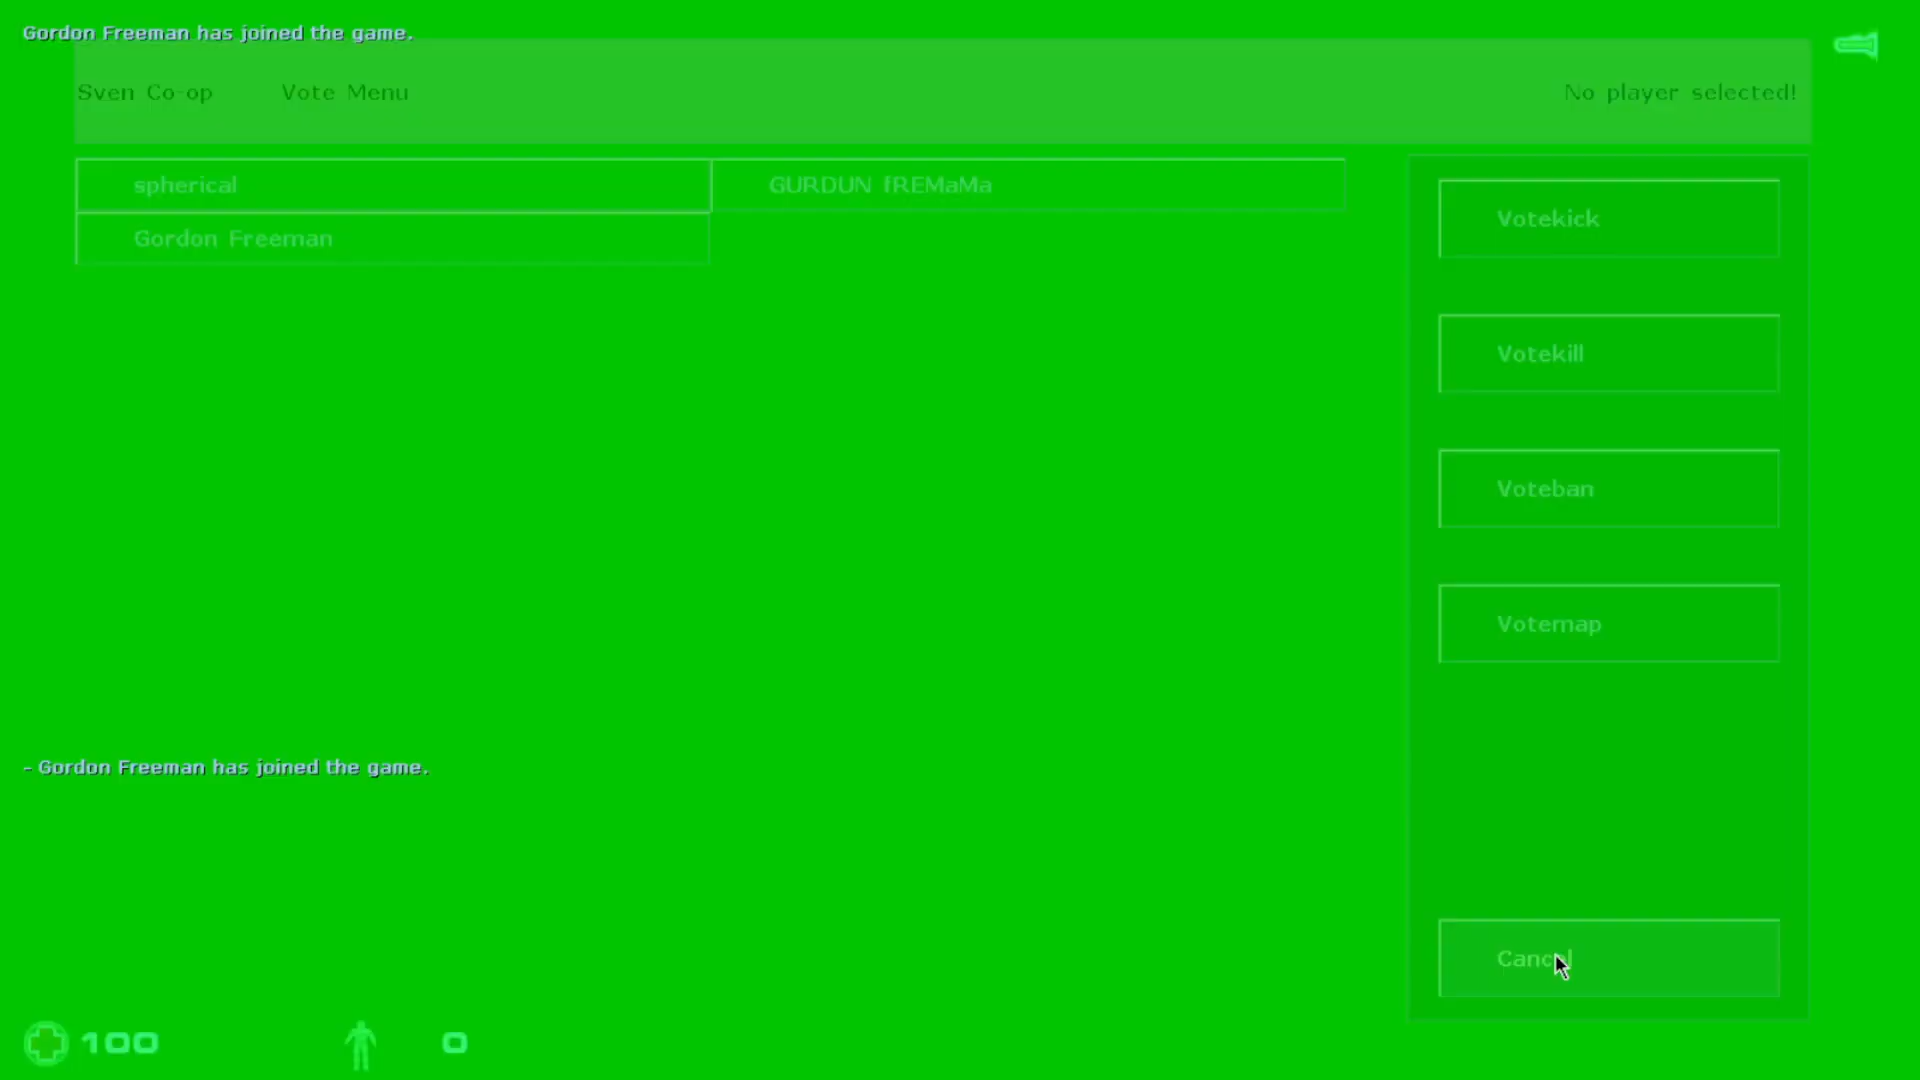 Gordon Freeman has joined the game.
Sven Co-op Vote Menu No player selected!
spherical GURDUN fREMaMa
Gordon Freeman
Votekick
Votekill
Voteban
Votemap
- Gordon Freeman has joined the game.
Cancel
100 0